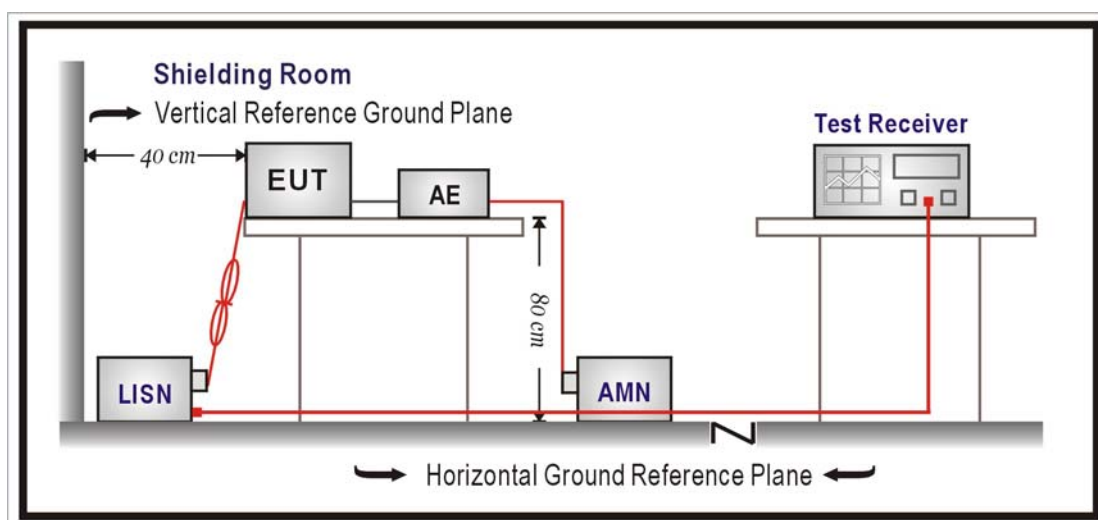 Shielding Room
Vertical Reference Ground Plane
40 cm
EUT
AE
Test Receiver
80 cm
LISN
AMN
Horizontal Ground Reference Plane